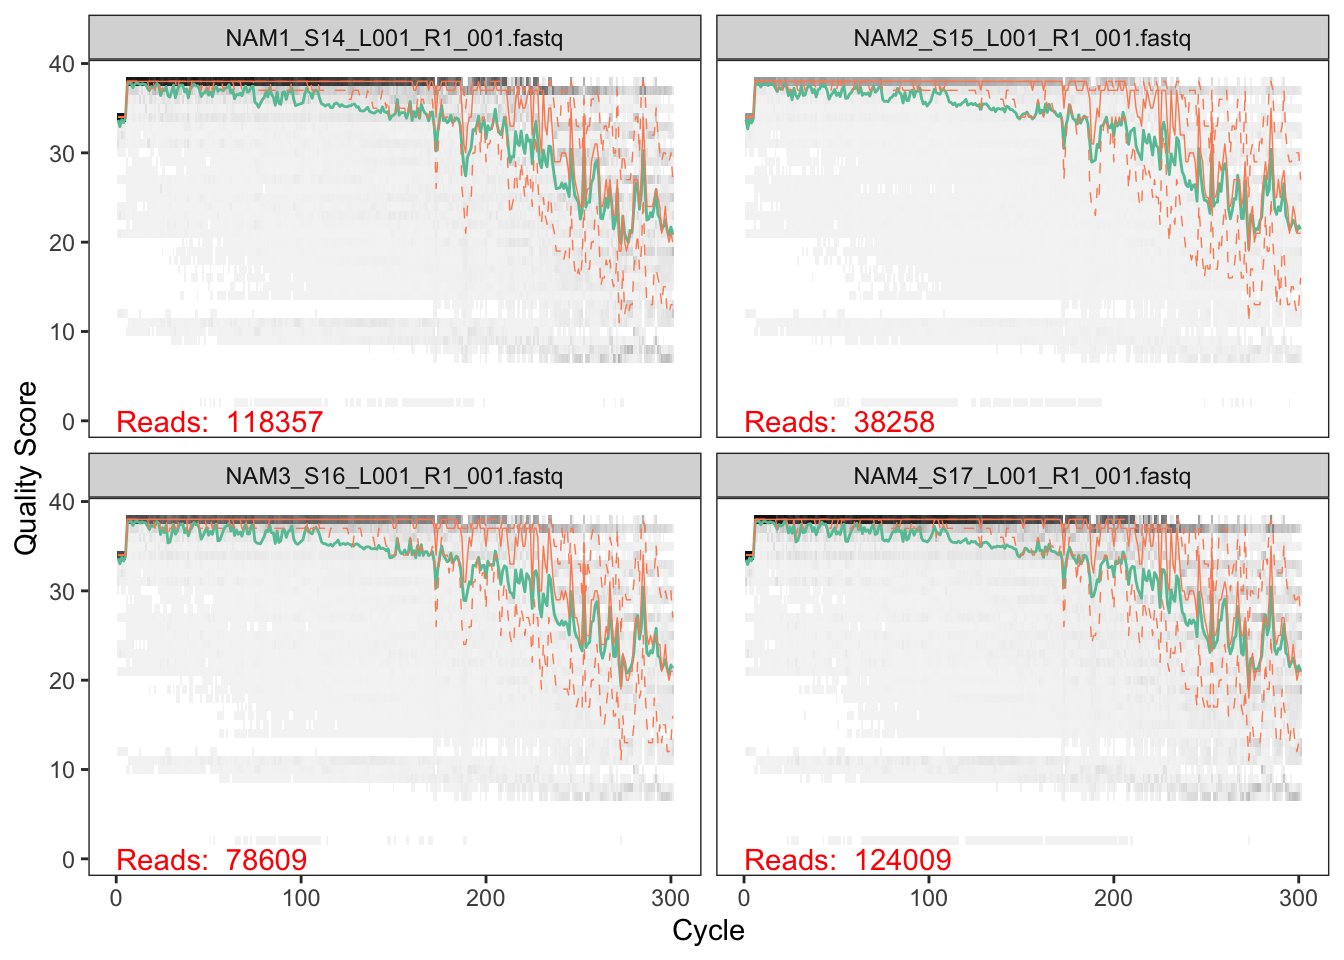 NAM1_S14_L001_R1_001.fastq
NAM2_S15_L001_R1_001.fastq
40
30
20
10
0
Reads: 118357
Reads: 38258
NAM3_S16_L001_R1_001.fastq
NAM4_S17_L001_R1_001.fastq
40
30
20
10
0
Reads: 78609
Reads: 124009
0 100 200 300
0 100 200 300
Quality Score
Cycle